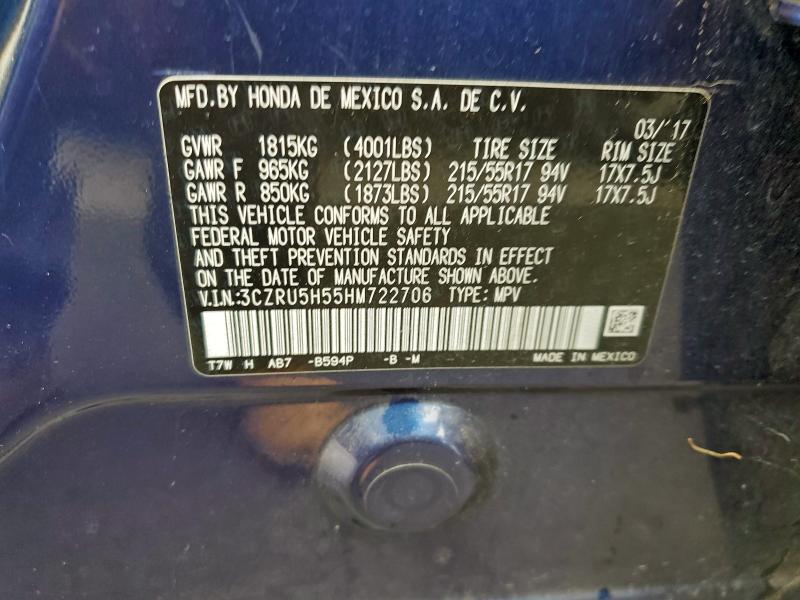 MFD.BY HONDA DE MEXICO S.A. DE C.V.
03/'17
GVWR 1815KG (4001LBS) TIRE SIZE RIM SIZE
GAWR F 965KG (2127LBS) 215/55R17 94V 17X7.5J
GAWR R 850KG (1873LBS) 215/55R17 94V 17X7.5J
THIS VEHICLE CONFORMS TO ALL APPLICABLE
FEDERAL MOTOR VEHICLE SAFETY
AND THEFT PREVENTION STANDARDS IN EFFECT
ON THE DATE OF MANUFACTURE SHOWN ABOVE.
V.I.N:3CZRU5H55HM722706 TYPE: MPV
T7W H AB7 -B594P -B -M MADE IN MEXICO